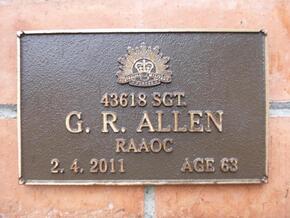 43618 SGT.
G. R. ALLEN
RAAOC
2. 4. 2011 AGE 63